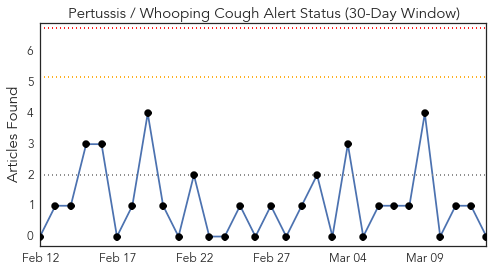 Pertussis / Whooping Cough Alert Status (30-Day Window)
Articles Found
6
5
4
3
2
1
0
Feb 12 Feb 17 Feb 22 Feb 27 Mar 04 Mar 09